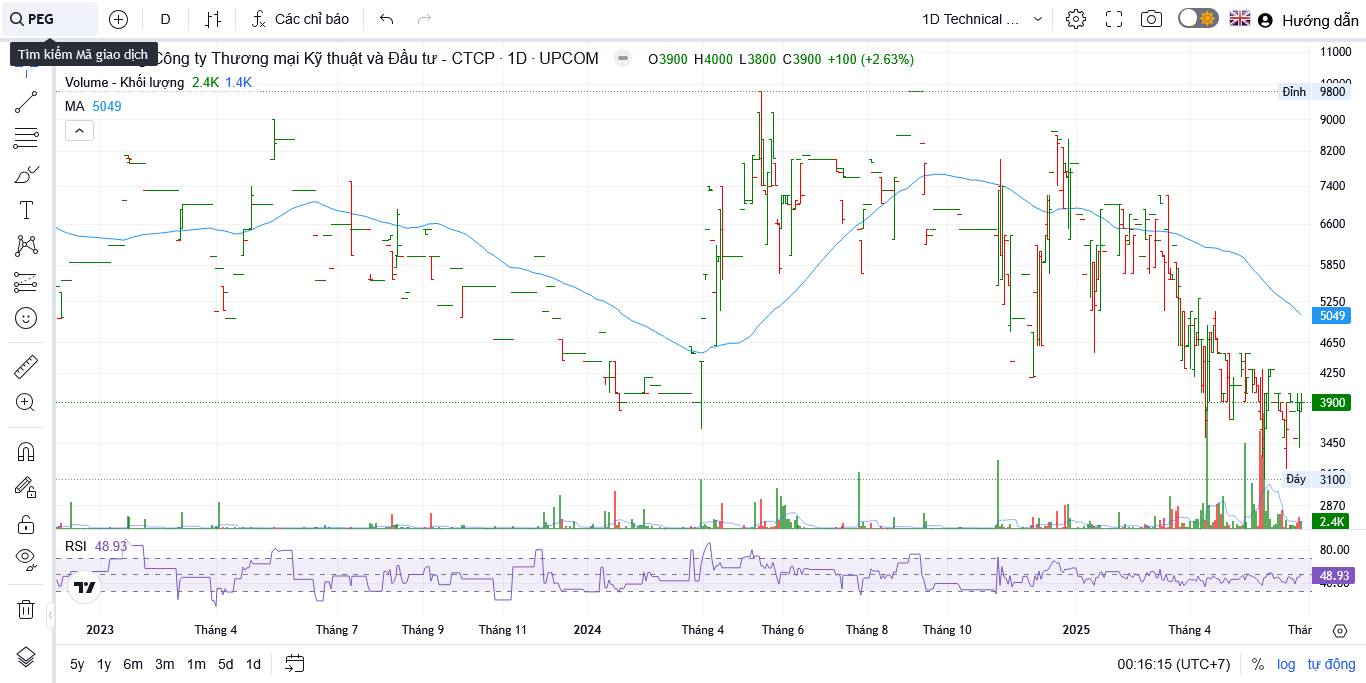 PEG D Các chỉ báo 1D Technical ... Hướng dẫn
Tìm kiếm Mã giao dịch
Công ty Thương mại Kỹ thuật và Đầu tư - CTCP · 1D · UPCOM O3900 H4000 L3800 C3900 +100 (+2.63%)
Volume - Khối lượng 2.4K 1.4K
MA 5049
11000
10000
Đỉnh 9800
9000
8200
7400
6600
5850
5250
5049
4650
4250
3900
3450
3150
Đáy 3100
2870
2.4K
RSI 48.93
80.00
48.93
40.00
2023 Tháng 4 Tháng 7 Tháng 9 Tháng 11 2024 Tháng 4 Tháng 6 Tháng 8 Tháng 10 2025 Tháng 4 Thár
5y 1y 6m 3m 1m 5d 1d 00:16:15 (UTC+7) % log tự động